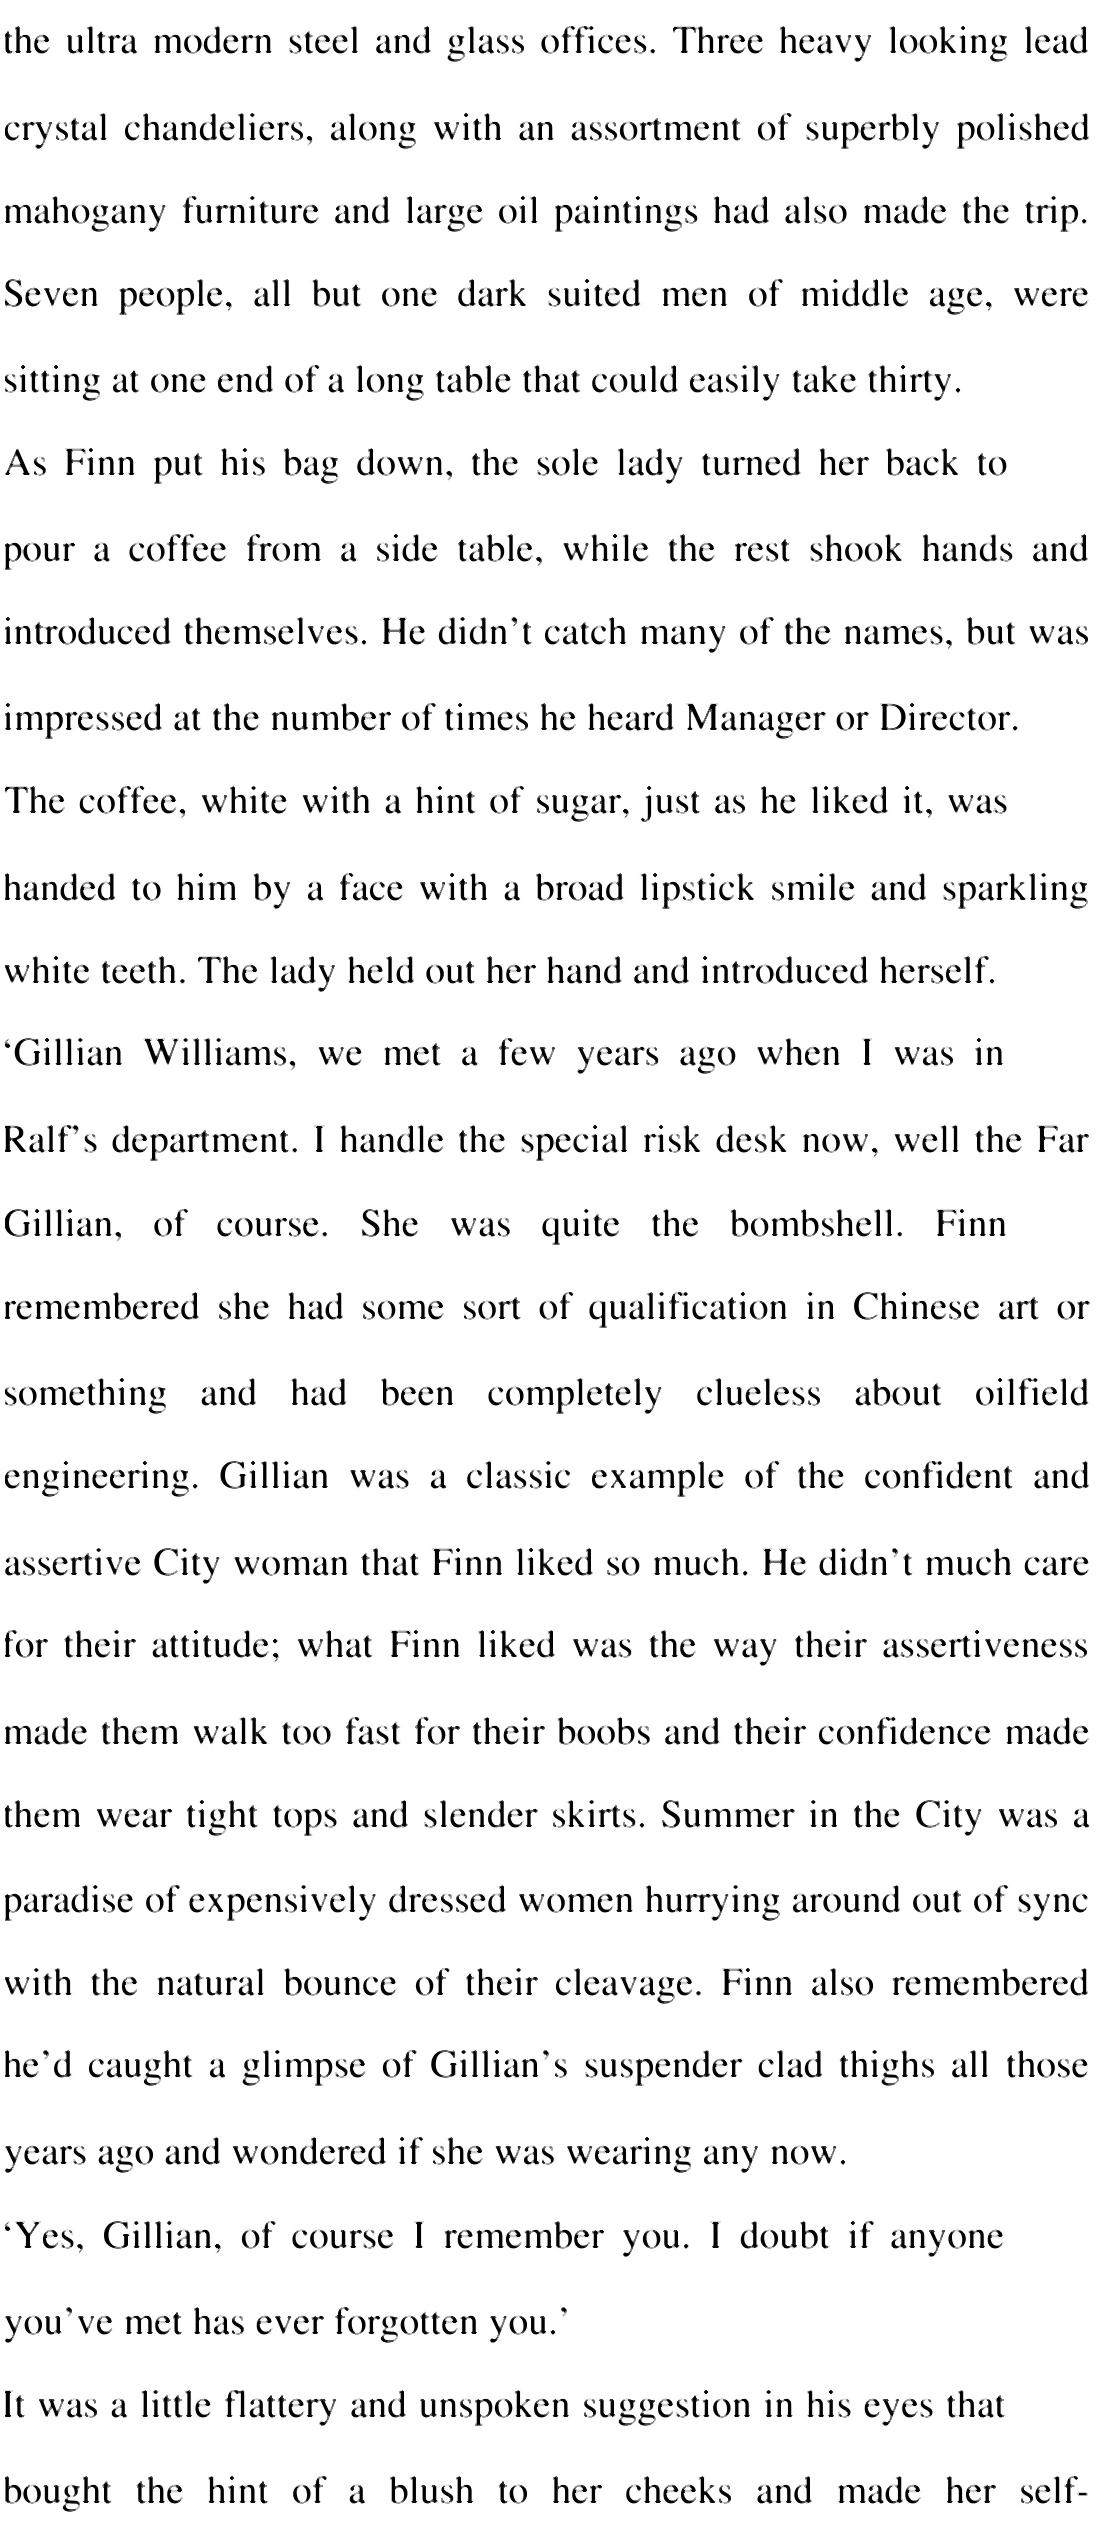 the ultra modern steel and glass offices. Three heavy looking lead
crystal chandeliers, along with an assortment of superbly polished
mahogany furniture and large oil paintings had also made the trip.
Seven people, all but one dark suited men of middle age, were
sitting at one end of a long table that could easily take thirty.
As Finn put his bag down, the sole lady turned her back to
pour a coffee from a side table, while the rest shook hands and
introduced themselves. He didn’t catch many of the names, but was
impressed at the number of times he heard Manager or Director.
The coffee, white with a hint of sugar, just as he liked it, was
handed to him by a face with a broad lipstick smile and sparkling
white teeth. The lady held out her hand and introduced herself.
‘Gillian Williams, we met a few years ago when I was in
Ralf’s department. I handle the special risk desk now, well the Far
Gillian, of course. She was quite the bombshell. Finn
remembered she had some sort of qualification in Chinese art or
something and had been completely clueless about oilfield
engineering. Gillian was a classic example of the confident and
assertive City woman that Finn liked so much. He didn’t much care
for their attitude; what Finn liked was the way their assertiveness
made them walk too fast for their boobs and their confidence made
them wear tight tops and slender skirts. Summer in the City was a
paradise of expensively dressed women hurrying around out of sync
with the natural bounce of their cleavage. Finn also remembered
he’d caught a glimpse of Gillian’s suspender clad thighs all those
years ago and wondered if she was wearing any now.
‘Yes, Gillian, of course I remember you. I doubt if anyone
you’ve met has ever forgotten you.’
It was a little flattery and unspoken suggestion in his eyes that
bought the hint of a blush to her cheeks and made her self-